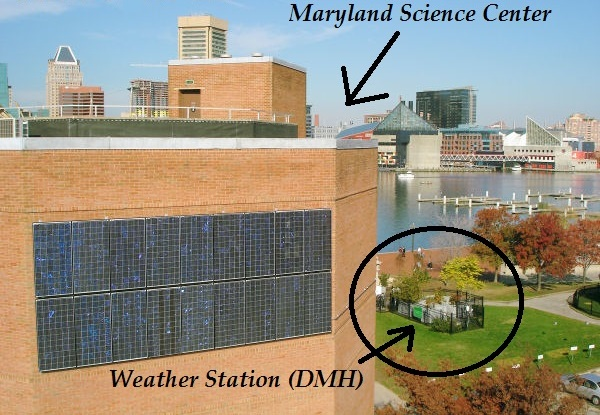 Maryland Science Center
Weather Station (DMH)